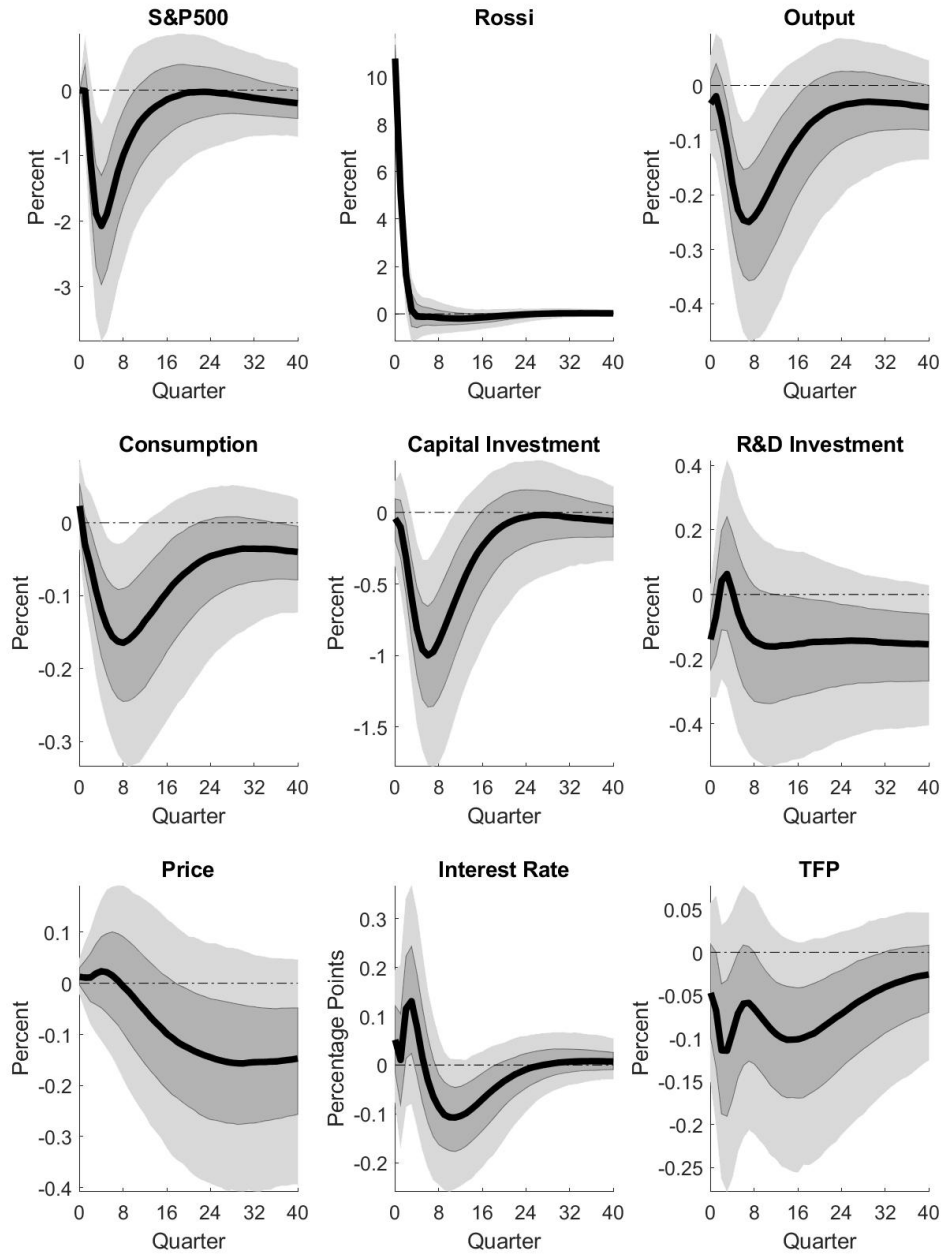 S&P500
Rossi
Output
Percent
0
-1
-2
-3
0 8 16 24 32 40
Quarter
Percent
10
8
6
4
2
0
0 8 16 24 32 40
Quarter
Percent
0
-0.1
-0.2
-0.3
-0.4
0 8 16 24 32 40
Quarter
Consumption
Capital Investment
R&D Investment
Percent
0
-0.1
-0.2
-0.3
0 8 16 24 32 40
Quarter
Percent
0
-0.5
-1
-1.5
0 8 16 24 32 40
Quarter
Percent
0.4
0.2
0
-0.2
-0.4
0 8 16 24 32 40
Quarter
Price
Interest Rate
TFP
Percent
0.1
0
-0.1
-0.2
-0.3
-0.4
0 8 16 24 32 40
Quarter
Percentage Points
0.3
0.2
0.1
0
-0.1
-0.2
0 8 16 24 32 40
Quarter
Percent
0.05
0
-0.05
-0.1
-0.15
-0.2
-0.25
0 8 16 24 32 40
Quarter